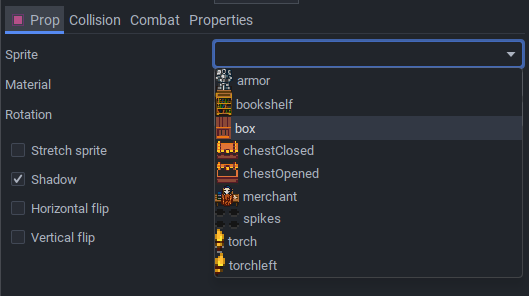 Prop Collision Combat Properties
Sprite
armor
Material
bookshelf
Rotation
box
Stretch sprite
chestClosed
Shadow
chestOpened
merchant
Horizontal flip
spikes
Vertical flip
torch
torchleft